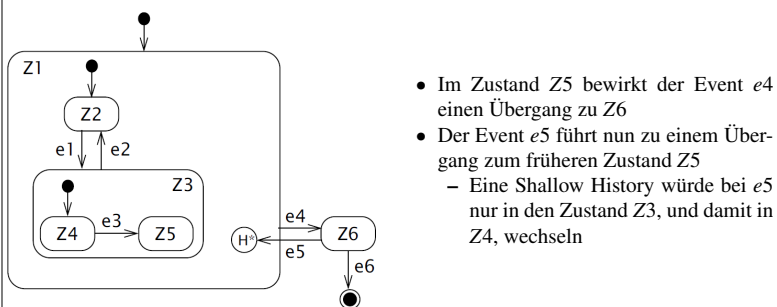 Z1
Z2
e1
e2
Z3
Z4
e3
Z5
H*
e4
e5
Z6
e6
• Im Zustand Z5 bewirkt der Event e4
einen Übergang zu Z6
• Der Event e5 führt nun zu einem Über-
gang zum früheren Zustand Z5
– Eine Shallow History würde bei e5
nur in den Zustand Z3, und damit in
Z4, wechseln